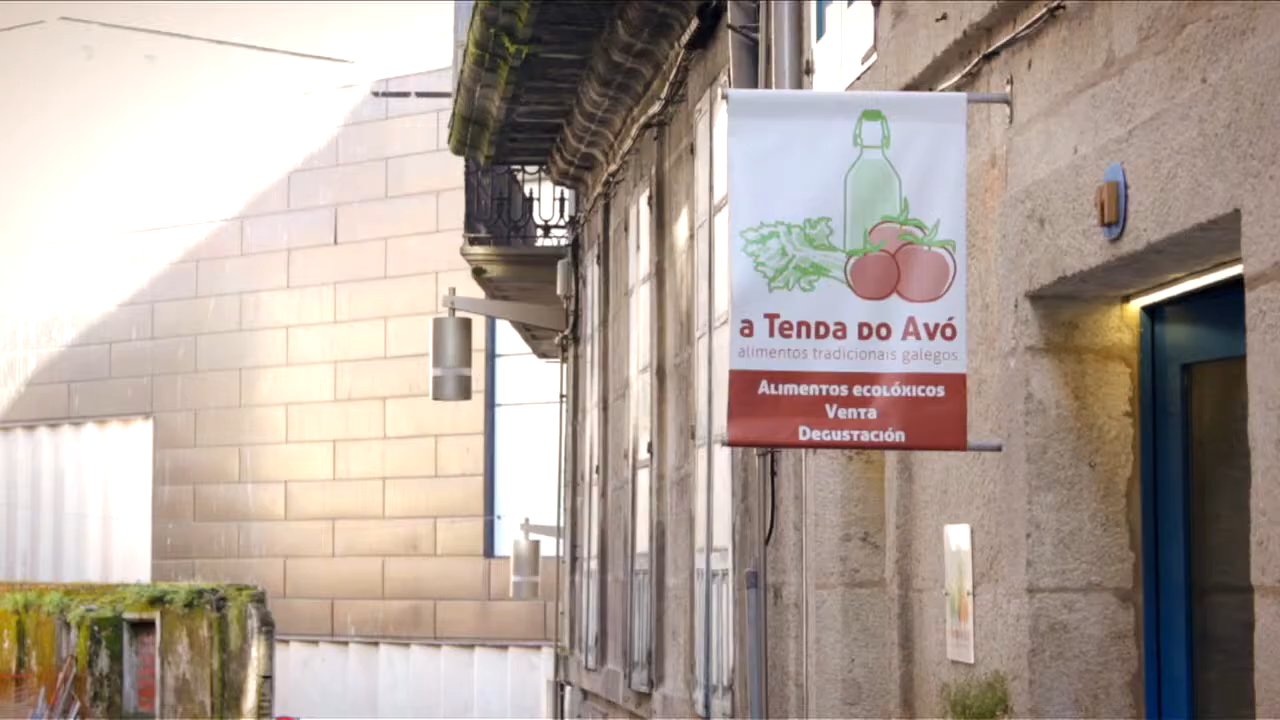 a Tenda do Avó
alimentos tradicionais galegos
Alimentos ecolóxicos
Venta
Degustación